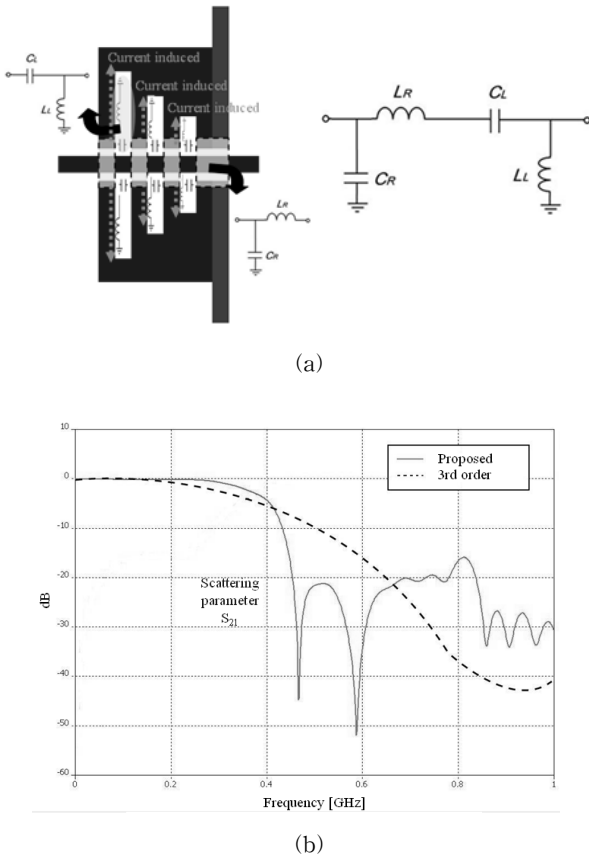 Current induced
Current induced
Current induced
CL
LL
LR
CR
LR
CL
CR
LL
(a)
10
0
-10
-20
-30
-40
-50
-60
dB
Proposed
3rd order
Scattering
parameter
S21
0
0.2
0.4
0.6
0.8
1
Frequency [GHz]
(b)